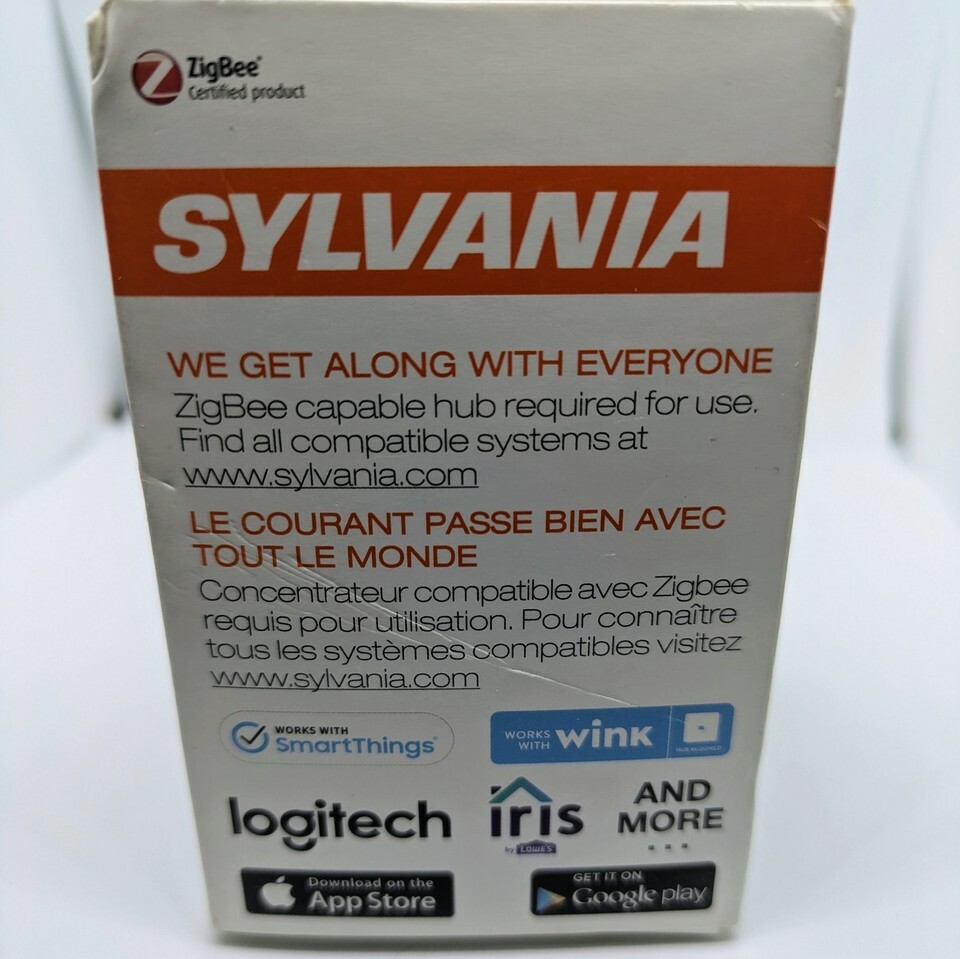 ZigBee®
Certified product
SYLVANIA
WE GET ALONG WITH EVERYONE
ZigBee capable hub required for use.
Find all compatible systems at
www.sylvania.com
LE COURANT PASSE BIEN AVEC
TOUT LE MONDE
Concentrateur compatible avec Zigbee
requis pour utilisation. Pour connaître
tous les systèmes compatibles visitez
www.sylvania.com
WORKS WITH
SmartThings®
WORKS
WITH
wink
HUB REQUIRED
logitech
iris
by LOWE'S
AND
MORE
...
Download on the
App Store
GET IT ON
Google play